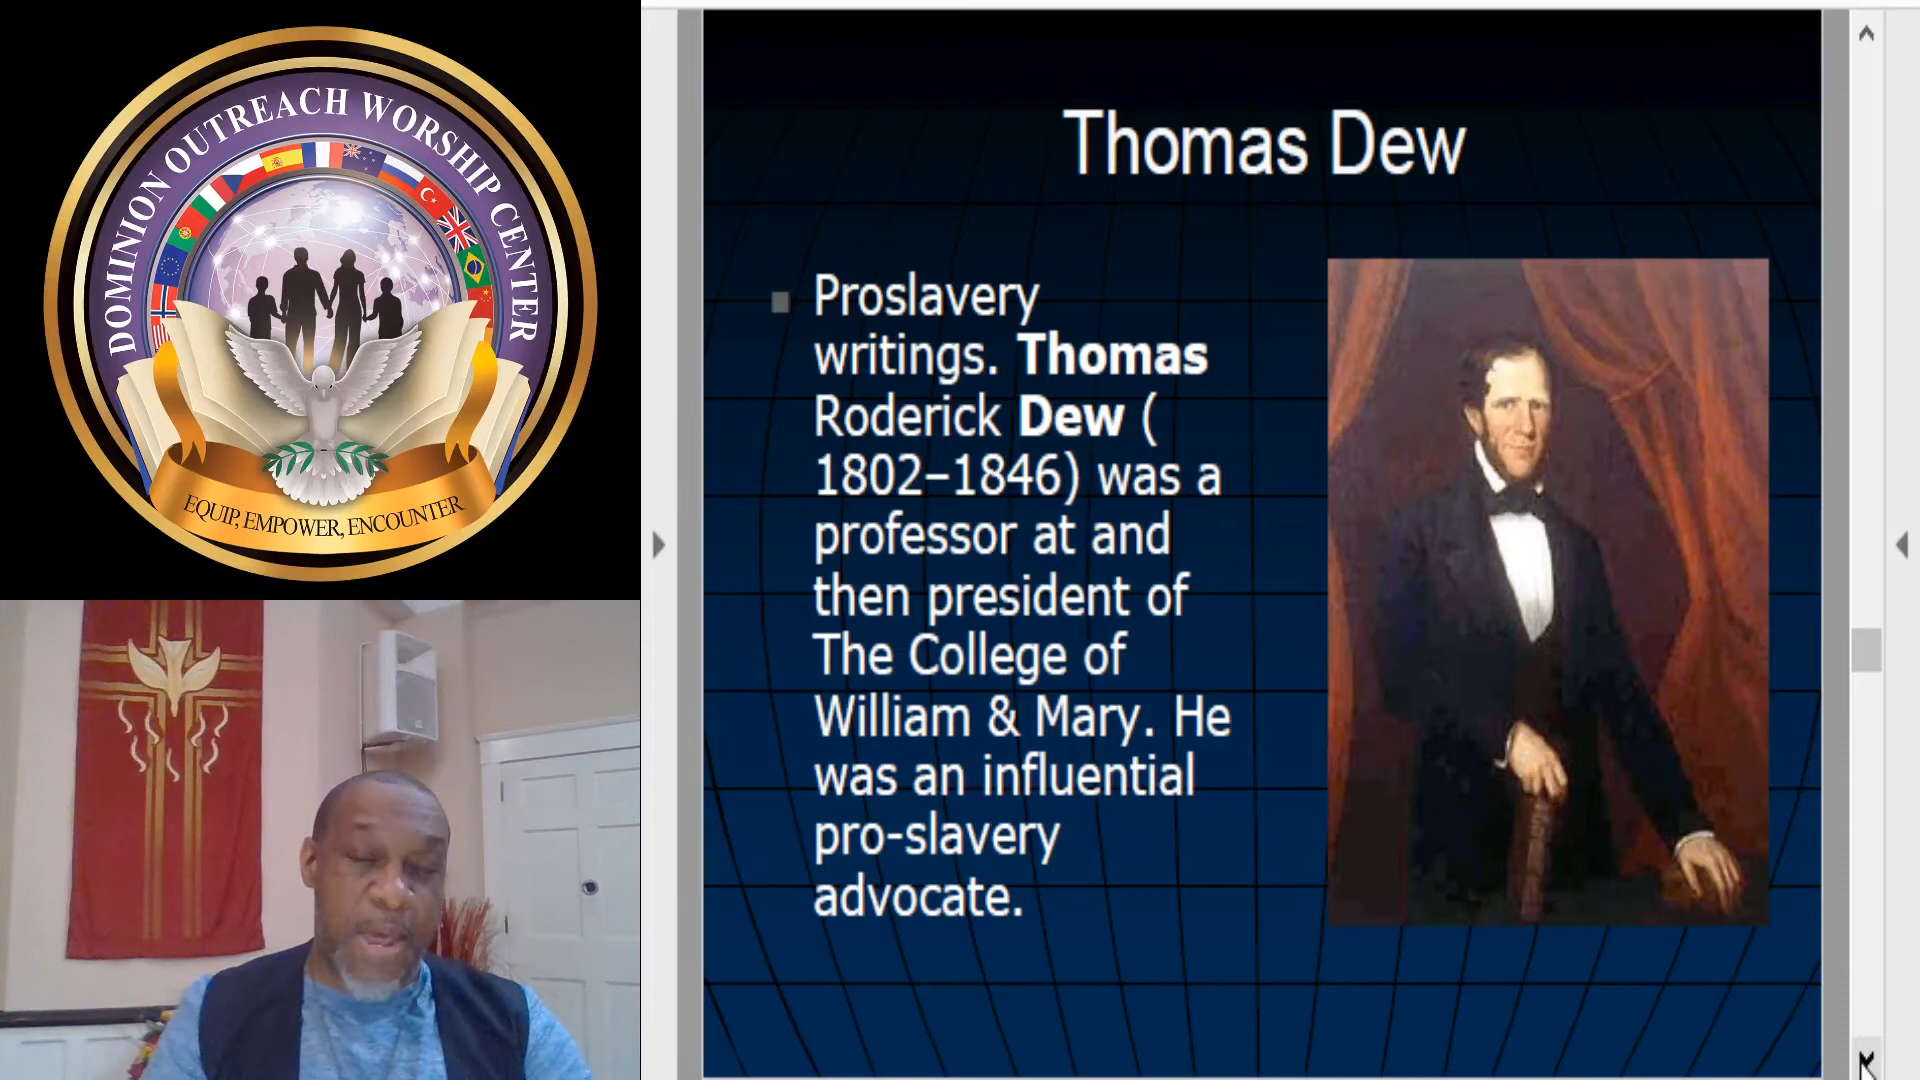 DOMINION OUTREACH WORSHIP CENTER
EQUIP, EMPOWER, ENCOUNTER
Thomas Dew
Proslavery
writings. Thomas
Roderick Dew (
1802–1846) was a
professor at and
then president of
The College of
William & Mary. He
was an influential
pro-slavery
advocate.